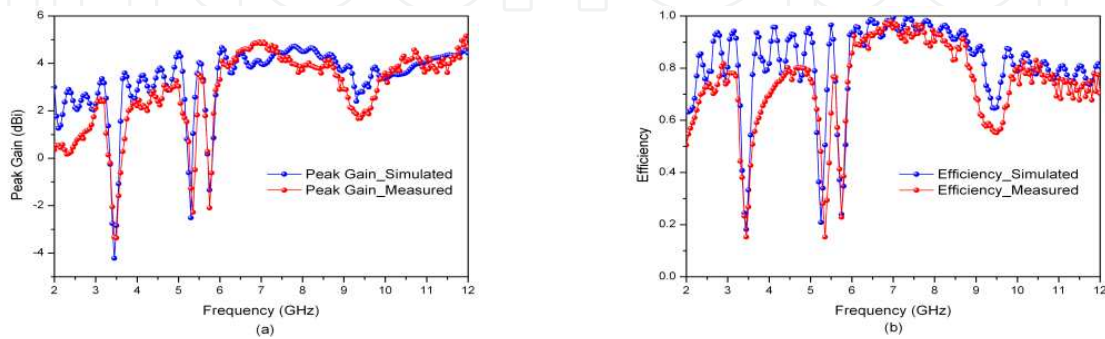 6
4
2
0
-2
-4
Peak Gain (dBi)
Peak Gain_Simulated
Peak Gain_Measured
2 3 4 5 6 7 8 9 10 11 12
Frequency (GHz)
(a)
1.0
0.8
0.6
0.4
0.2
0.0
Efficiency
Efficiency_Simulated
Efficiency_Measured
2 3 4 5 6 7 8 9 10 11 12
Frequency (GHz)
(b)